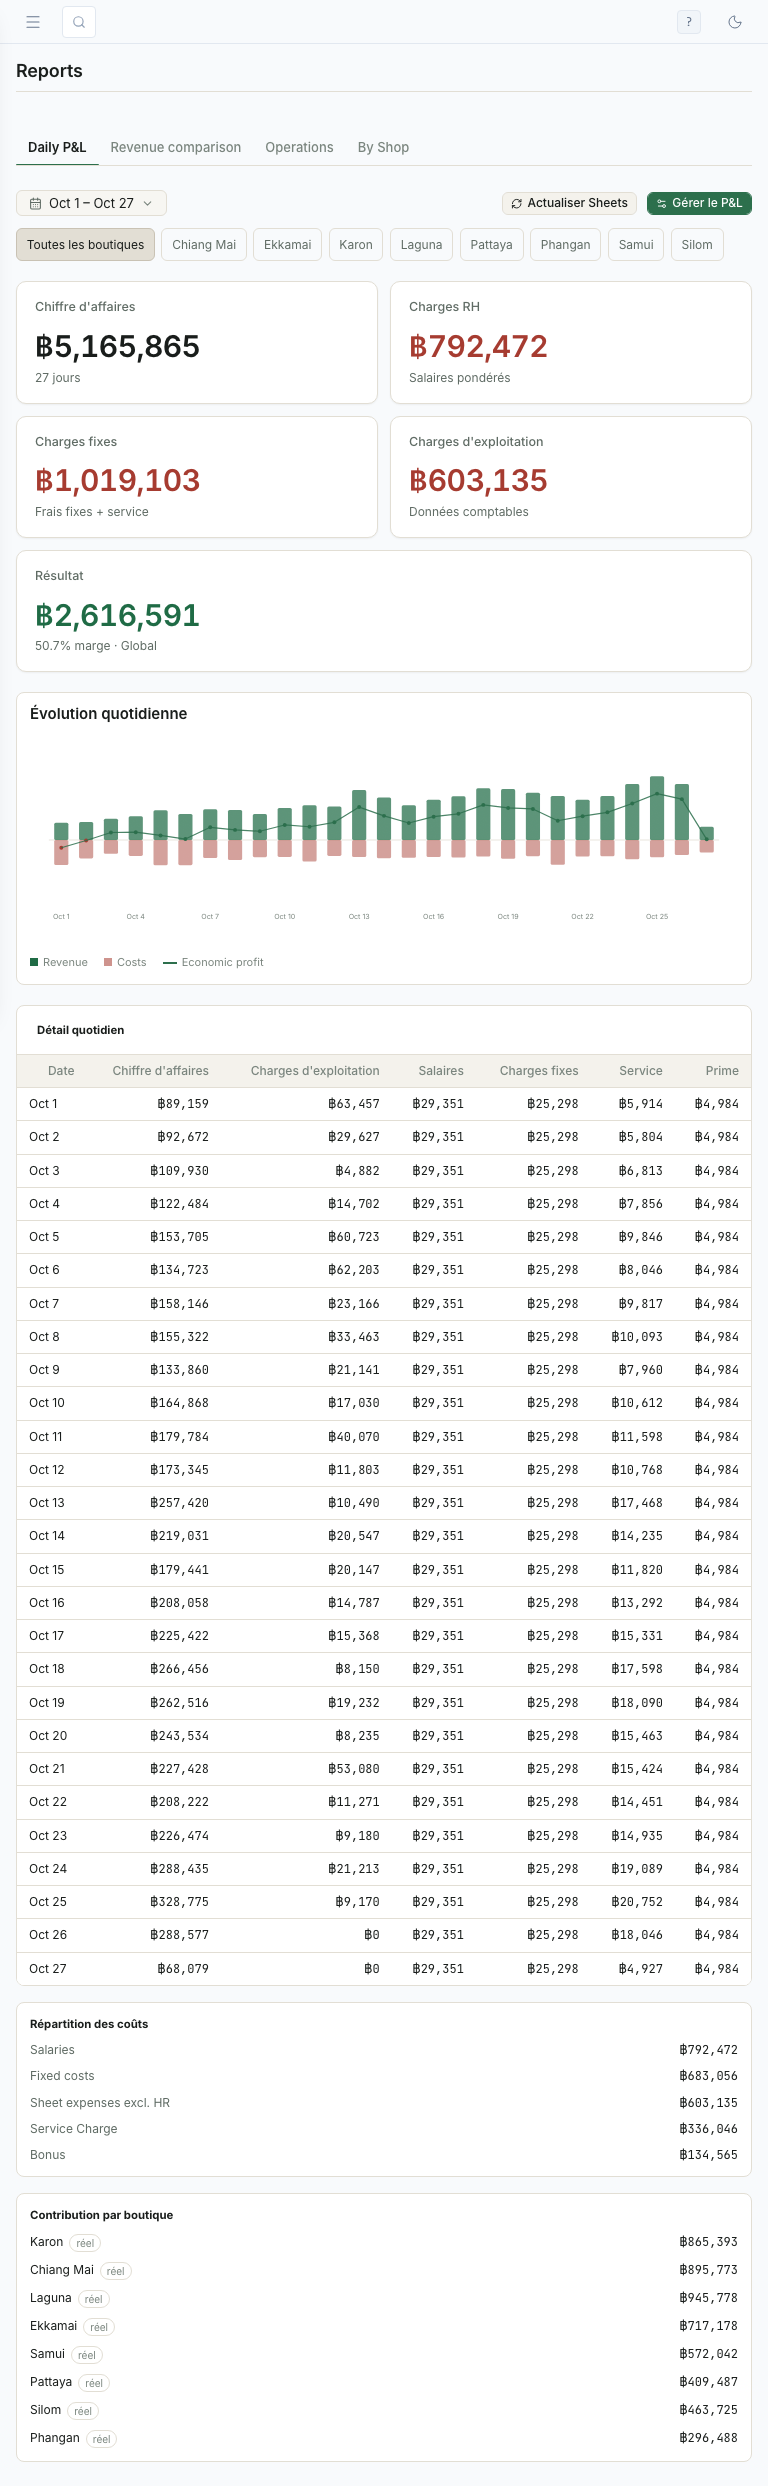 ?
Reports
Daily P&L Revenue comparison Operations By Shop
Oct 1 – Oct 27 Actualiser Sheets Gérer le P&L
Toutes les boutiques Chiang Mai Ekkamai Karon Laguna Pattaya Phangan Samui Silom
Chiffre d'affaires Charges RH
฿5,165,865 ฿792,472
27 jours Salaires pondérés
Charges fixes Charges d'exploitation
฿1,019,103 ฿603,135
Frais fixes + service Données comptables
Résultat
฿2,616,591
50.7% marge · Global
Évolution quotidienne
Oct 1 Oct 4 Oct 7 Oct 10 Oct 13 Oct 16 Oct 19 Oct 22 Oct 25
Revenue Costs Economic profit
Détail quotidien
Date Chiffre d'affaires Charges d'exploitation Salaires Charges fixes Service Prime
Oct 1 ฿89,159 ฿63,457 ฿29,351 ฿25,298 ฿5,914 ฿4,984
Oct 2 ฿92,672 ฿29,627 ฿29,351 ฿25,298 ฿5,804 ฿4,984
Oct 3 ฿109,930 ฿4,882 ฿29,351 ฿25,298 ฿6,813 ฿4,984
Oct 4 ฿122,484 ฿14,702 ฿29,351 ฿25,298 ฿7,856 ฿4,984
Oct 5 ฿153,705 ฿60,723 ฿29,351 ฿25,298 ฿9,846 ฿4,984
Oct 6 ฿134,723 ฿62,203 ฿29,351 ฿25,298 ฿8,046 ฿4,984
Oct 7 ฿158,146 ฿23,166 ฿29,351 ฿25,298 ฿9,817 ฿4,984
Oct 8 ฿155,322 ฿33,463 ฿29,351 ฿25,298 ฿10,093 ฿4,984
Oct 9 ฿133,860 ฿21,141 ฿29,351 ฿25,298 ฿7,960 ฿4,984
Oct 10 ฿164,868 ฿17,030 ฿29,351 ฿25,298 ฿10,612 ฿4,984
Oct 11 ฿179,784 ฿40,070 ฿29,351 ฿25,298 ฿11,598 ฿4,984
Oct 12 ฿173,345 ฿11,803 ฿29,351 ฿25,298 ฿10,768 ฿4,984
Oct 13 ฿257,420 ฿10,490 ฿29,351 ฿25,298 ฿17,468 ฿4,984
Oct 14 ฿219,031 ฿20,547 ฿29,351 ฿25,298 ฿14,235 ฿4,984
Oct 15 ฿179,441 ฿20,147 ฿29,351 ฿25,298 ฿11,820 ฿4,984
Oct 16 ฿208,058 ฿14,787 ฿29,351 ฿25,298 ฿13,292 ฿4,984
Oct 17 ฿225,422 ฿15,368 ฿29,351 ฿25,298 ฿15,331 ฿4,984
Oct 18 ฿266,456 ฿8,150 ฿29,351 ฿25,298 ฿17,598 ฿4,984
Oct 19 ฿262,516 ฿19,232 ฿29,351 ฿25,298 ฿18,090 ฿4,984
Oct 20 ฿243,534 ฿8,235 ฿29,351 ฿25,298 ฿15,463 ฿4,984
Oct 21 ฿227,428 ฿53,080 ฿29,351 ฿25,298 ฿15,424 ฿4,984
Oct 22 ฿208,222 ฿11,271 ฿29,351 ฿25,298 ฿14,451 ฿4,984
Oct 23 ฿226,474 ฿9,180 ฿29,351 ฿25,298 ฿14,935 ฿4,984
Oct 24 ฿288,435 ฿21,213 ฿29,351 ฿25,298 ฿19,089 ฿4,984
Oct 25 ฿328,775 ฿9,170 ฿29,351 ฿25,298 ฿20,752 ฿4,984
Oct 26 ฿288,577 ฿0 ฿29,351 ฿25,298 ฿18,046 ฿4,984
Oct 27 ฿68,079 ฿0 ฿29,351 ฿25,298 ฿4,927 ฿4,984
Répartition des coûts
Salaries ฿792,472
Fixed costs ฿683,056
Sheet expenses excl. HR ฿603,135
Service Charge ฿336,046
Bonus ฿134,565
Contribution par boutique
Karon réel ฿865,393
Chiang Mai réel ฿895,773
Laguna réel ฿945,778
Ekkamai réel ฿717,178
Samui réel ฿572,042
Pattaya réel ฿409,487
Silom réel ฿463,725
Phangan réel ฿296,488